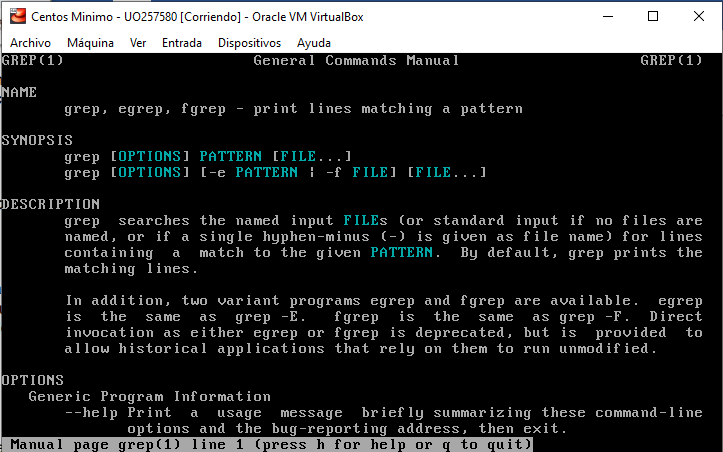 Centos Minimo - UO257580 [Corriendo] - Oracle VM VirtualBox
Archivo Máquina Ver Entrada Dispositivos Ayuda
GREP(1) General Commands Manual GREP(1)
NAME
grep, egrep, fgrep - print lines matching a pattern
SYNOPSIS
grep [OPTIONS] PATTERN [FILE...]
grep [OPTIONS] [-e PATTERN | -f FILE] [FILE...]
DESCRIPTION
grep searches the named input FILEs (or standard input if no files are
named, or if a single hyphen-minus (-) is given as file name) for lines
containing a match to the given PATTERN. By default, grep prints the
matching lines.
In addition, two variant programs egrep and fgrep are available. egrep
is the same as grep -E. fgrep is the same as grep -F. Direct
invocation as either egrep or fgrep is deprecated, but is provided to
allow historical applications that rely on them to run unmodified.
OPTIONS
Generic Program Information
--help Print a usage message briefly summarizing these command-line
options and the bug-reporting address, then exit.
Manual page grep(1) line 1 (press h for help or q to quit)